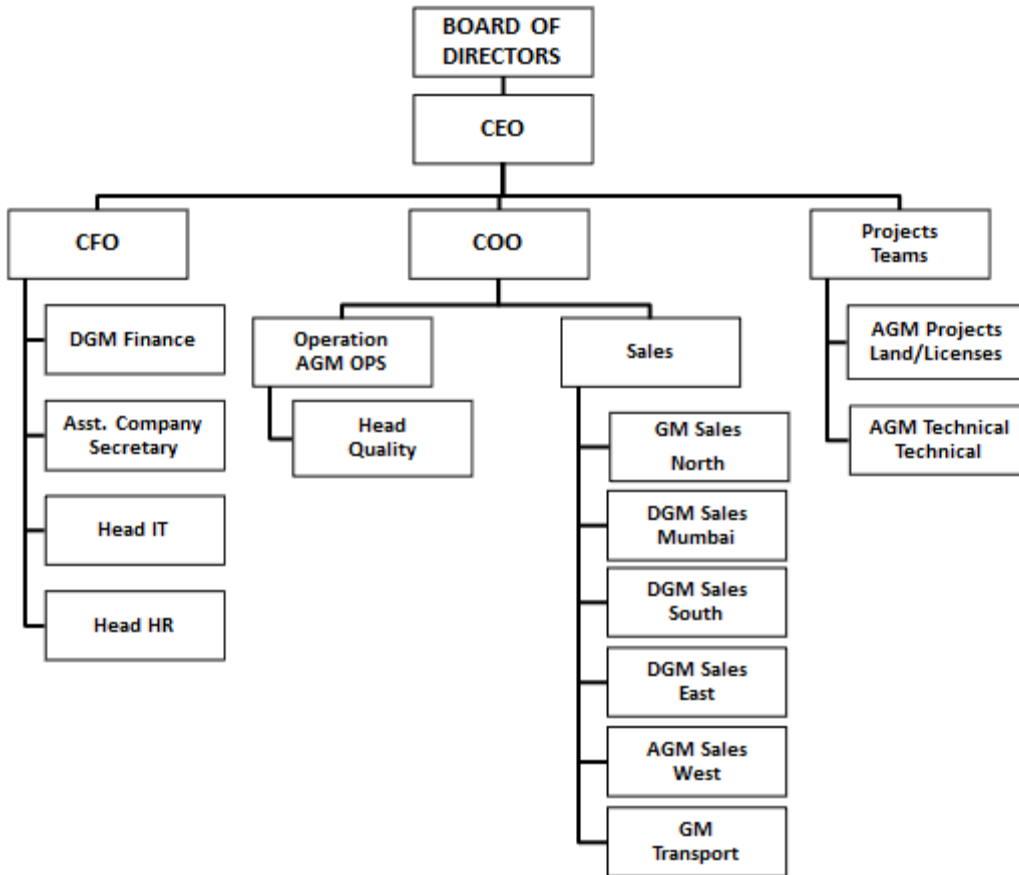 BOARD OF
DIRECTORS
CEO
CFO
COO
Projects
Teams
DGM Finance
Asst. Company
Secretary
Head IT
Head HR
Operation
AGM OPS
Head
Quality
Sales
GM Sales
North
DGM Sales
Mumbai
DGM Sales
South
DGM Sales
East
AGM Sales
West
GM
Transport
AGM Projects
Land/Licenses
AGM Technical
Technical